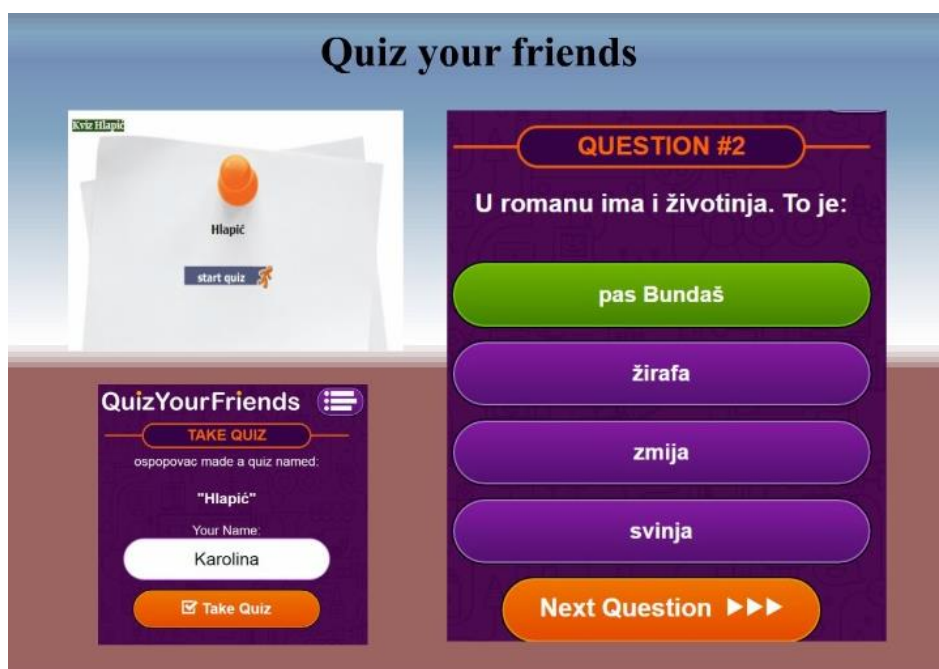 Quiz your friends
Kviz Hlapić
Hlapić
start quiz
QuizYourFriends
TAKE QUIZ
ospopovac made a quiz named:
"Hlapić"
Your Name:
Karolina
Take Quiz
QUESTION #2
U romanu ima i životinja. To je:
pas Bundaš
žirafa
zmija
svinja
Next Question